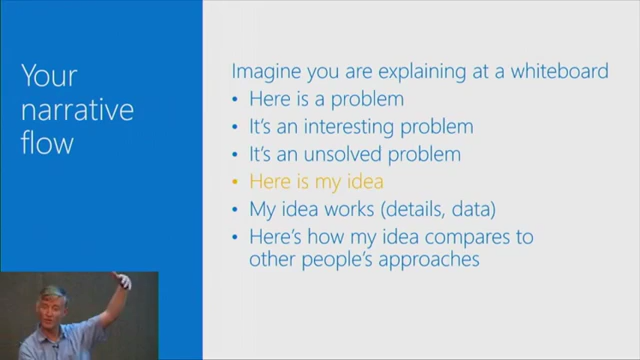 Your
narrative
flow
Imagine you are explaining at a whiteboard
• Here is a problem
• It's an interesting problem
• It's an unsolved problem
• Here is my idea
• My idea works (details, data)
• Here's how my idea compares to
other people's approaches